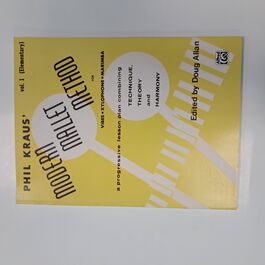 vol. 1 (Elementary)
PHIL KRAUS'
MODERN
MALLET
METHOD
FOR
VIBES • XYLOPHONE • MARIMBA
a progressive lesson plan combining
TECHNIQUE,
THEORY
and
HARMONY
Edited by Doug Allan